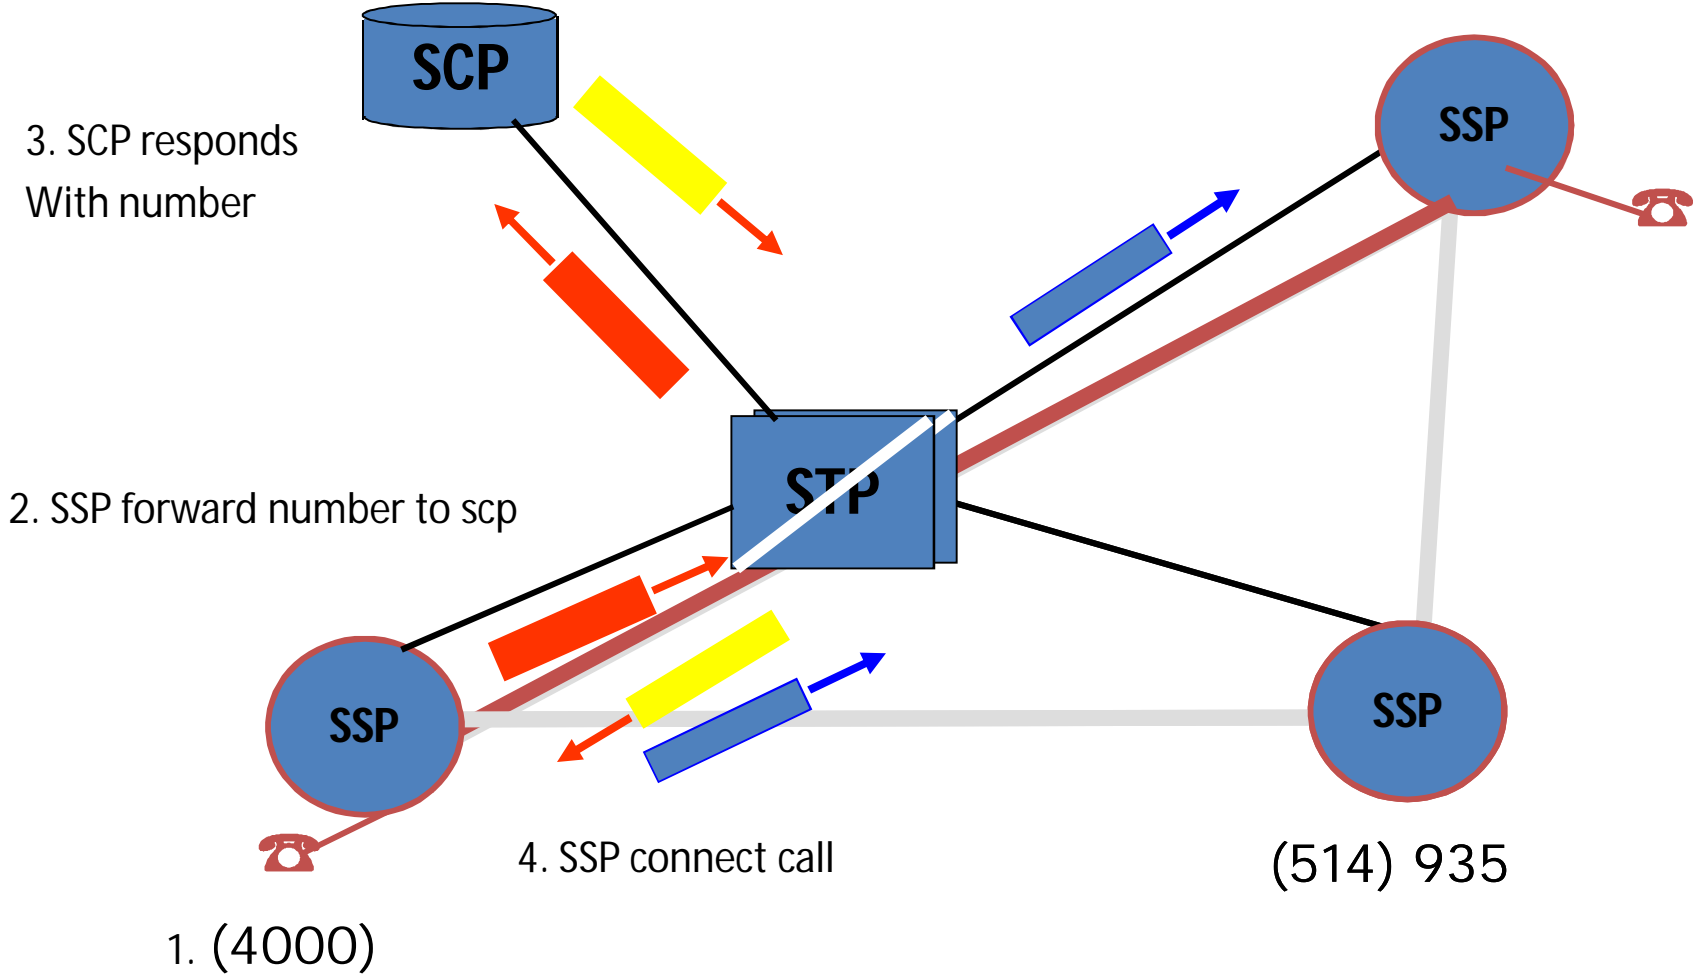 SCP
SSP
3. SCP responds
With number
STP
2. SSP forward number to scp
SSP
SSP
4. SSP connect call
(514) 935
1. (4000)